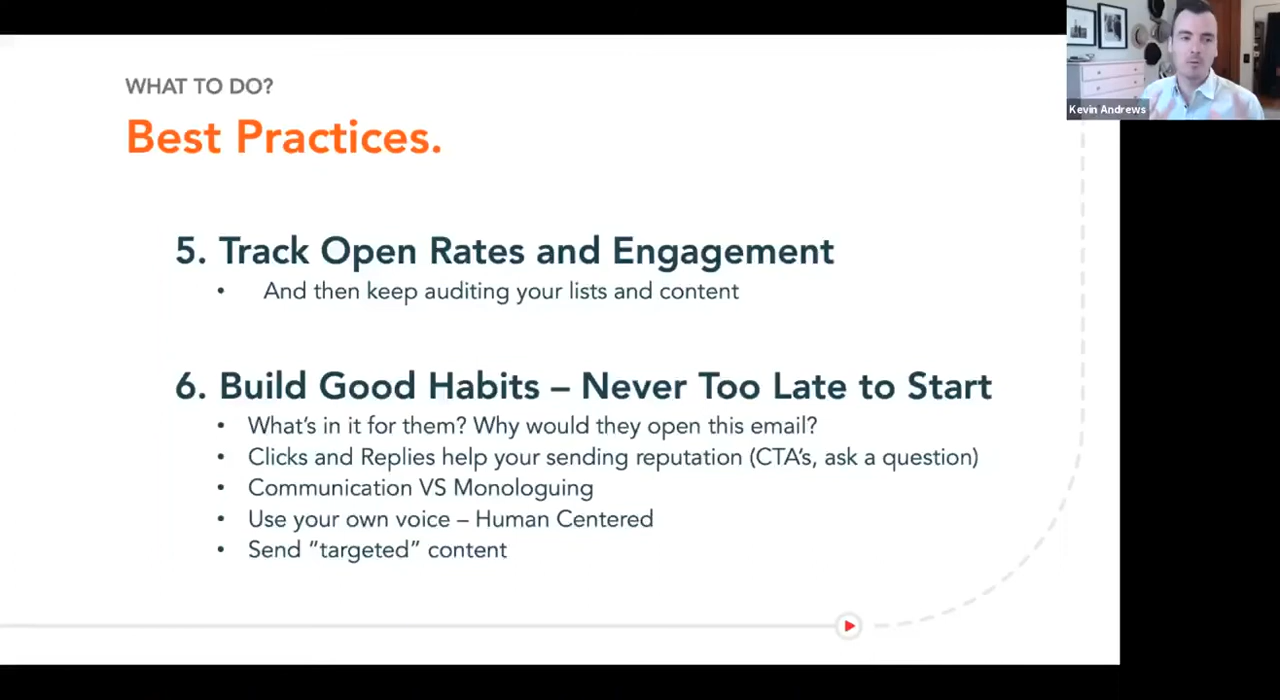 WHAT TO DO?
Best Practices.
Kevin Andrews
5. Track Open Rates and Engagement
• And then keep auditing your lists and content
6. Build Good Habits – Never Too Late to Start
• What's in it for them? Why would they open this email?
• Clicks and Replies help your sending reputation (CTA's, ask a question)
• Communication VS Monologuing
• Use your own voice – Human Centered
• Send "targeted" content